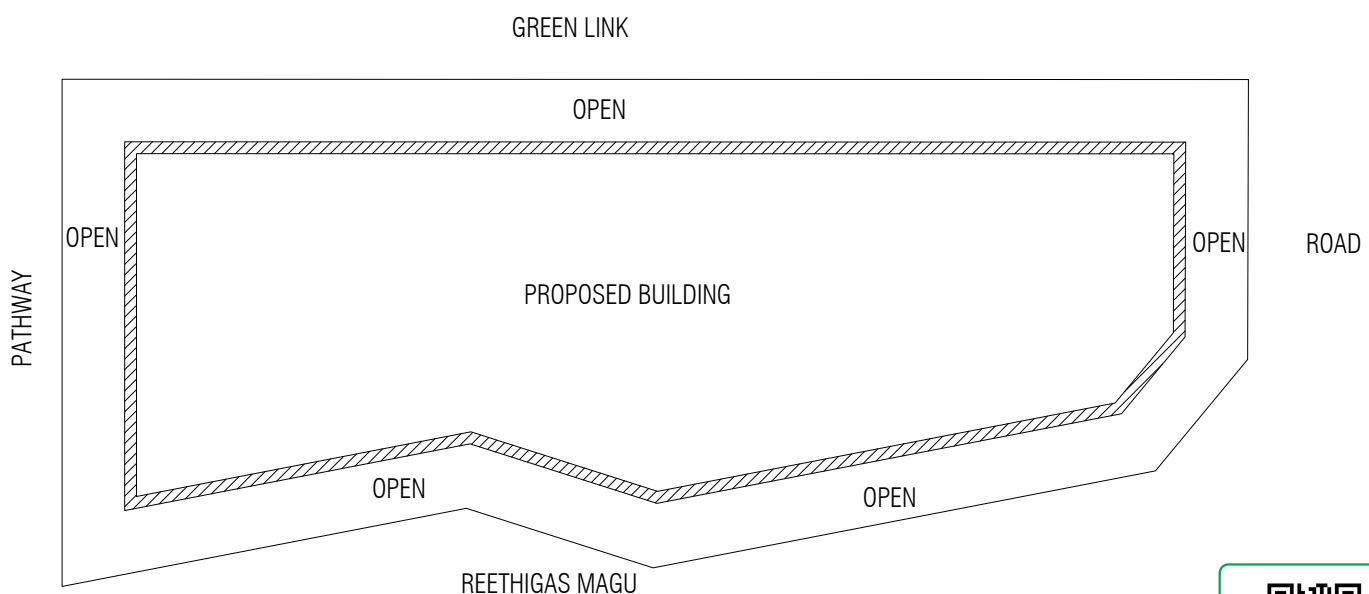 GREEN LINK
OPEN
OPEN
OPEN
ROAD
PATHWAY
PROPOSED BUILDING
OPEN
OPEN
REETHIGAS MAGU